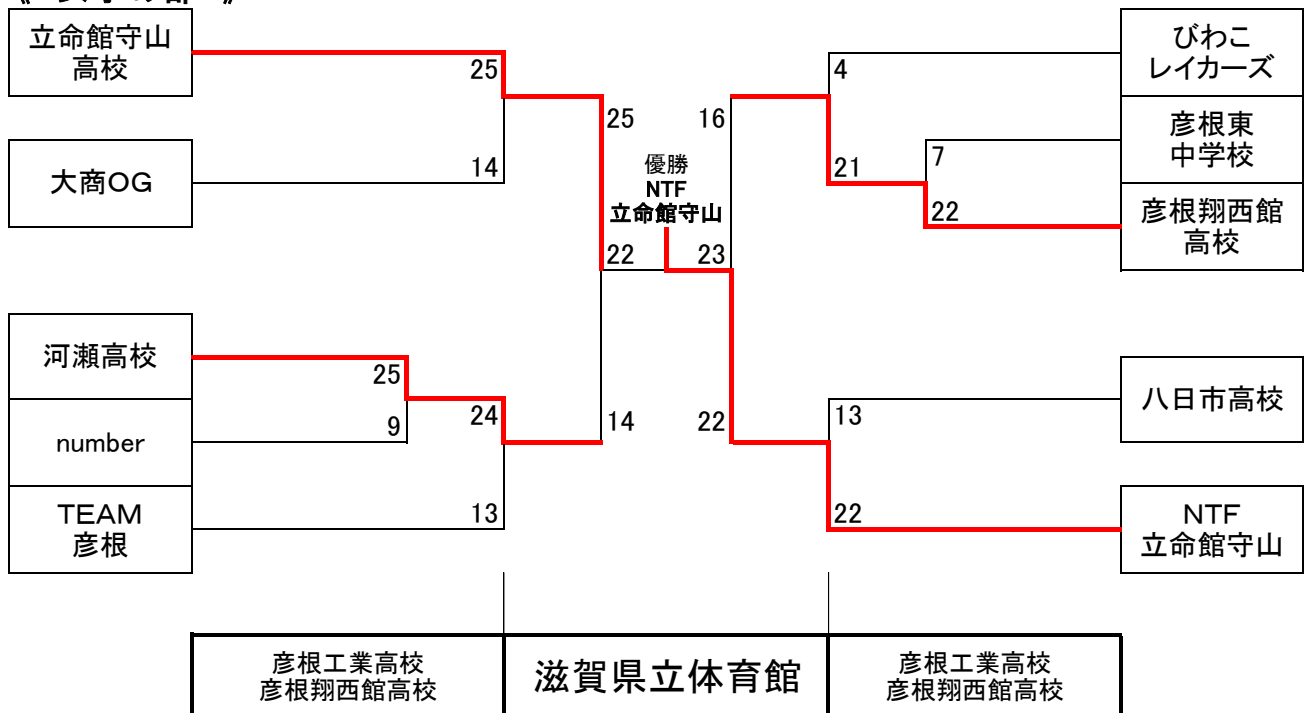 立命館守山
高校
大商OG
河瀬高校
number
TEAM
彦根
25
14
25
9
24
13
25
22
14
優勝
NTF
立命館守山
16
23
22
4
21
7
22
13
22
びわこ
レイカーズ
彦根東
中学校
彦根翔西館
高校
八日市高校
NTF
立命館守山
彦根工業高校
彦根翔西館高校
滋賀県立体育館
彦根工業高校
彦根翔西館高校